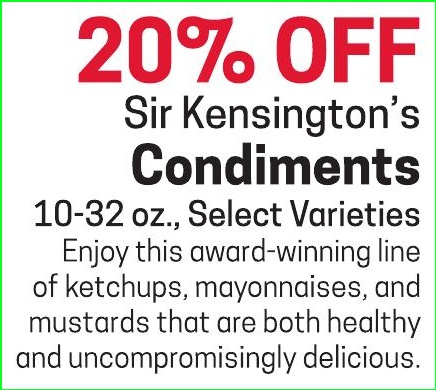 20% OFF
Sir Kensington's
Condiments
10-32 oz., Select Varieties
Enjoy this award-winning line
of ketchups, mayonnaises, and
mustards that are both healthy
and uncompromisingly delicious.